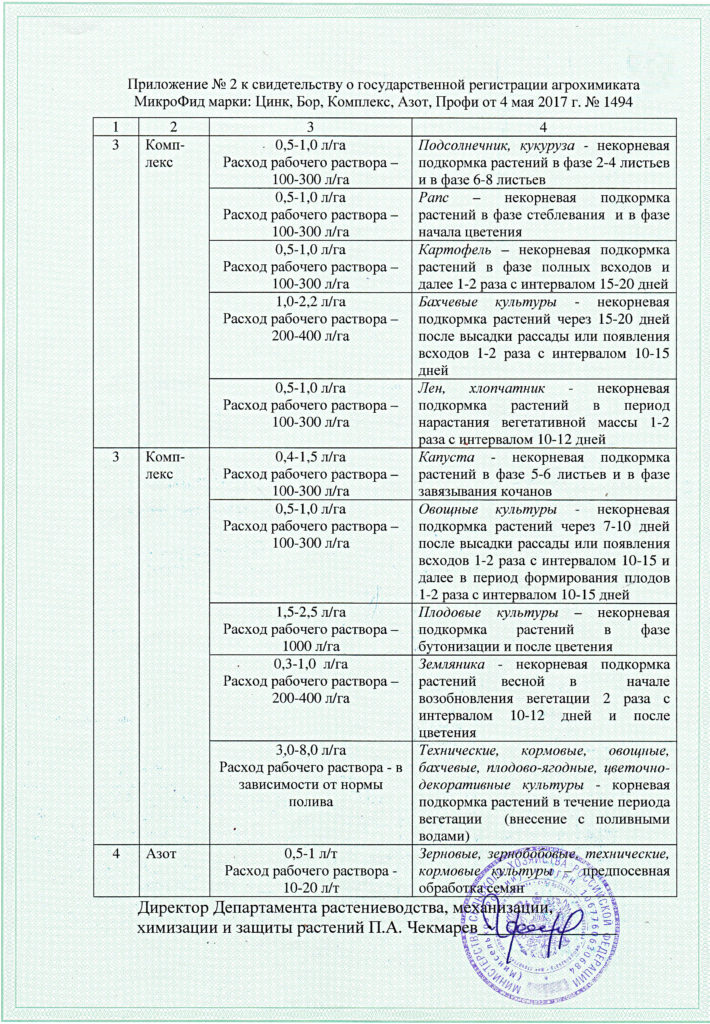 Приложение № 2 к свидетельству о государственной регистрации агрохимиката
МикроФид марки: Цинк, Бор, Комплекс, Азот, Профи от 4 мая 2017 г. № 1494
1 2 3 4
3 Комп-
лекс
0,5-1,0 л/га
Расход рабочего раствора –
100-300 л/га
Подсолнечник, кукуруза - некорневая
подкормка растений в фазе 2-4 листьев
и в фазе 6-8 листьев
0,5-1,0 л/га
Расход рабочего раствора –
100-300 л/га
Рапс – некорневая подкормка
растений в фазе стеблевания и в фазе
начала цветения
0,5-1,0 л/га
Расход рабочего раствора –
100-300 л/га
Картофель – некорневая подкормка
растений в фазе полных всходов и
далее 1-2 раза с интервалом 15-20 дней
1,0-2,2 л/га
Расход рабочего раствора –
200-400 л/га
Бахчевые культуры - некорневая
подкормка растений через 15-20 дней
после высадки рассады или появления
всходов 1-2 раза с интервалом 10-15
дней
0,5-1,0 л/га
Расход рабочего раствора –
100-300 л/га
Лен, хлопчатник - некорневая
подкормка растений в период
нарастания вегетативной массы 1-2
раза с интервалом 10-12 дней
3 Комп-
лекс
0,4-1,5 л/га
Расход рабочего раствора –
100-300 л/га
Капуста - некорневая подкормка
растений в фазе 5-6 листьев и в фазе
завязывания кочанов
0,5-1,0 л/га
Расход рабочего раствора –
100-300 л/га
Овощные культуры - некорневая
подкормка растений через 7-10 дней
после высадки рассады или появления
всходов 1-2 раза с интервалом 10-15 и
далее в период формирования плодов
1-2 раза с интервалом 10-15 дней
1,5-2,5 л/га
Расход рабочего раствора –
1000 л/га
Плодовые культуры – некорневая
подкормка растений в фазе
бутонизации и после цветения
0,3-1,0 л/га
Расход рабочего раствора –
200-400 л/га
Земляника - некорневая подкормка
растений весной в начале
возобновления вегетации 2 раза с
интервалом 10-12 дней и после
цветения
3,0-8,0 л/га
Расход рабочего раствора - в
зависимости от нормы
полива
Технические, кормовые, овощные,
бахчевые, плодово-ягодные, цветочно-
декоративные культуры - корневая
подкормка растений в течение периода
вегетации (внесение с поливными
водами)
4 Азот
0,5-1 л/т
Расход рабочего раствора -
10-20 л/т
Зерновые, зернобобовые, технические,
кормовые культуры - предпосевная
обработка семян
Директор Департамента растениеводства, механизации,
химизации и защиты растений П.А. Чекмарев
МИНИСТЕРСТВО СЕЛЬСКОГО ХОЗЯЙСТВА РОССИЙСКОЙ ФЕДЕРАЦИИ